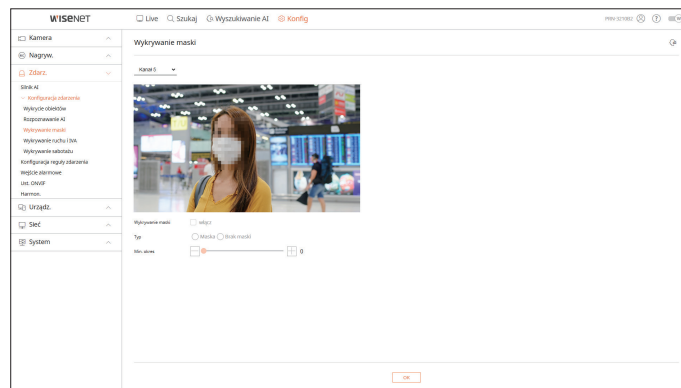 WISENET
Live Szukaj Wyszukiwanie AI Konfig
Kamera
Nagryw.
Zdarz.
Silnik AI
Konfiguracja zdarzenia
Wykrycie obiektów
Rozpoznawanie AI
Wykrywanie maski
Wykrywanie ruchu i IVA
Wykrywanie sabotażu
Konfiguracja reguły zdarzenia
Wejście alarmowe
Ust. ONVIF
Harmon.
Urządz.
Sieć
System
Wykrywanie maski
Kanał 5
Wykrywanie maski włącz
Typ Maska Brak maski
Min. okres 0
OK